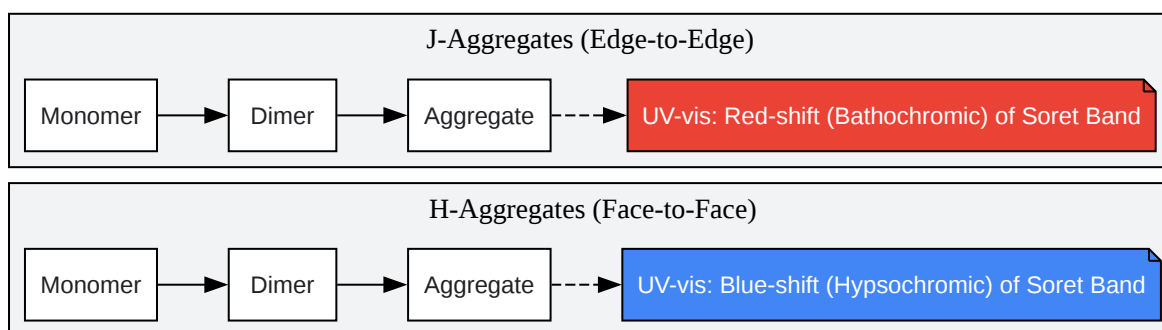 J-Aggregates (Edge-to-Edge)
Monomer
Dimer
Aggregate
UV-vis: Red-shift (Bathochromic) of Soret Band
H-Aggregates (Face-to-Face)
Monomer
Dimer
Aggregate
UV-vis: Blue-shift (Hypsochromic) of Soret Band